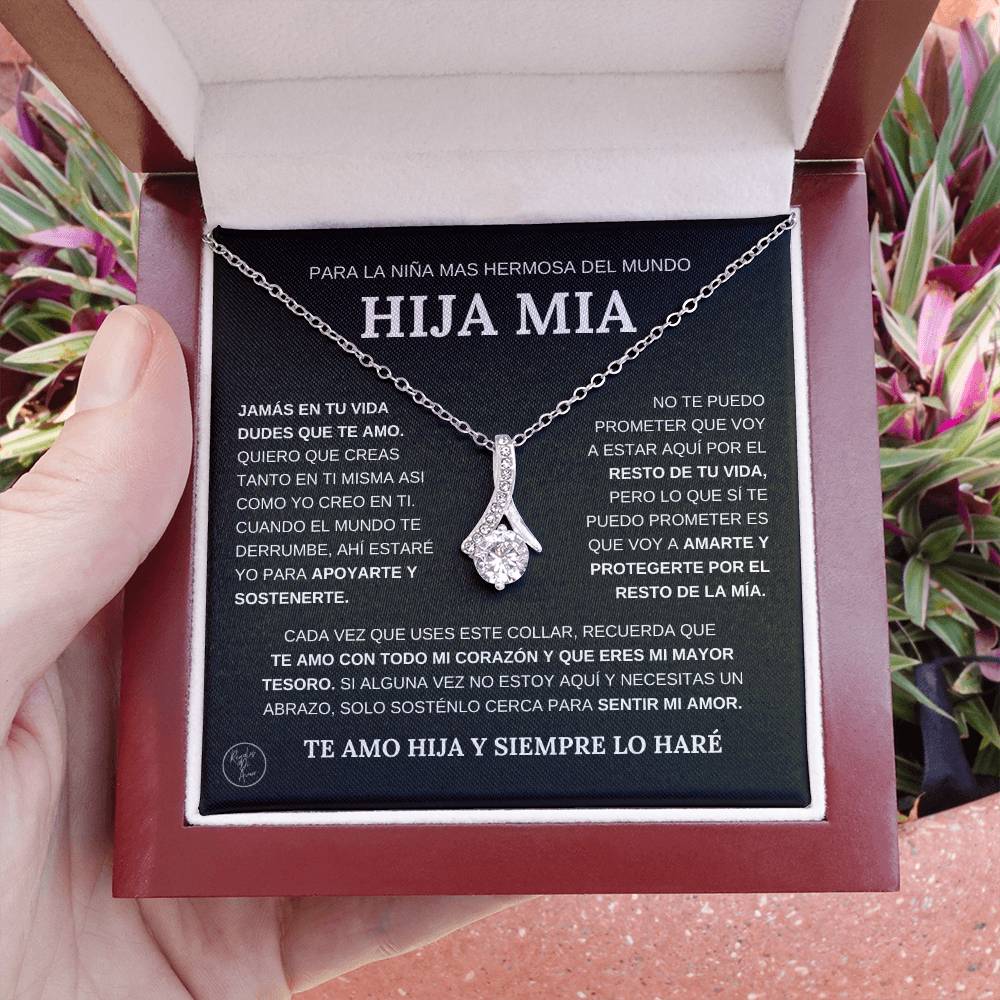 PARA LA NIÑA MAS HERMOSA DEL MUNDO
HIJA MIA
JAMÁS EN TU VIDA
DUDES QUE TE AMO.
QUIERO QUE CREAS
TANTO EN TI MISMA ASI
COMO YO CREO EN TI.
CUANDO EL MUNDO TE
DERRUMBE, AHÍ ESTARÉ
YO PARA APOYARTE Y
SOSTENERTE.
NO TE PUEDO
PROMETER QUE VOY
A ESTAR AQUÍ POR EL
RESTO DE TU VIDA,
PERO LO QUE SÍ TE
PUEDO PROMETER ES
QUE VOY A AMARTE Y
PROTEGERTE POR EL
RESTO DE LA MÍA.
CADA VEZ QUE USES ESTE COLLAR, RECUERDA QUE
TE AMO CON TODO MI CORAZÓN Y QUE ERES MI MAYOR
TESORO. SI ALGUNA VEZ NO ESTOY AQUÍ Y NECESITAS UN
ABRAZO, SOLO SOSTÉNLO CERCA PARA SENTIR MI AMOR.
TE AMO HIJA Y SIEMPRE LO HARÉ